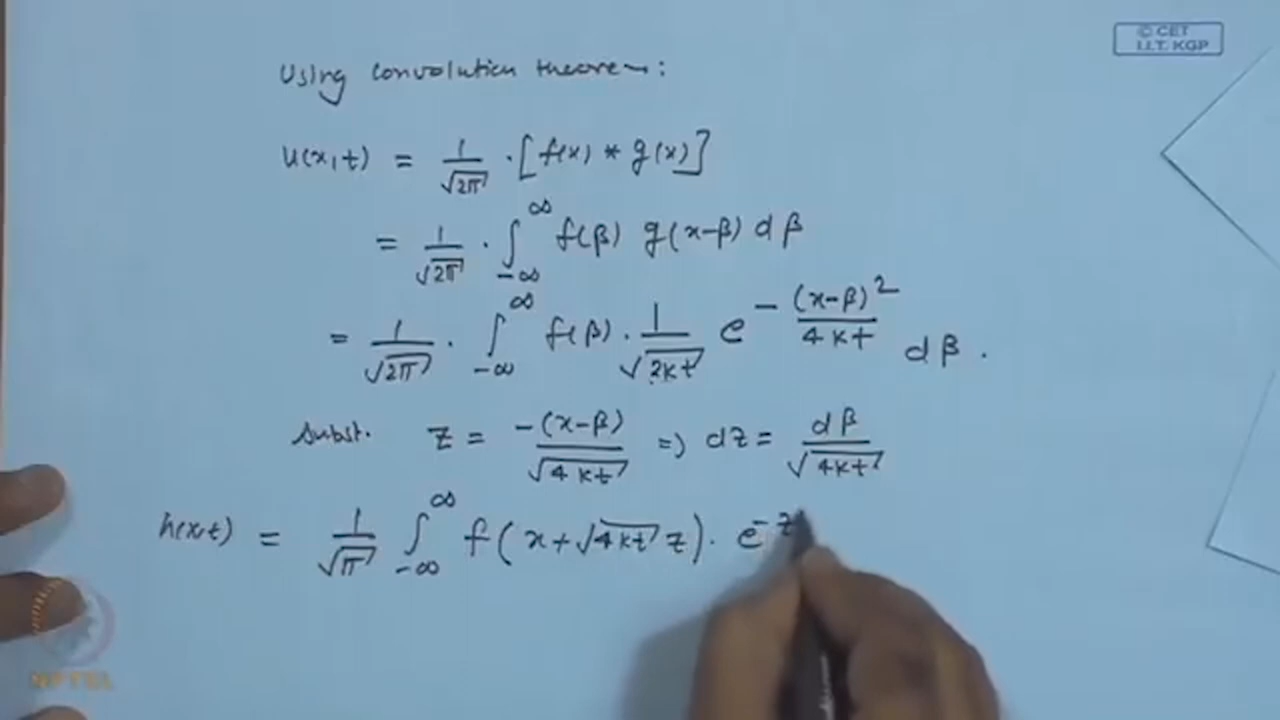 © CET
I.I.T. KGP
Using convolution theorem:
u(x,t) = 1/√2π · [f(x) * g(x)]
= 1/√2π · ∫_{-∞}^{∞} f(β) g(x-β) dβ
= 1/√2π · ∫_{-∞}^{∞} f(β) · 1/√2kt e^{-(x-β)²/4kt} dβ.
Subst. z = -(x-β)/√4kt => dz = dβ/√4kt
u(x,t) = 1/√π ∫_{-∞}^{∞} f(x+√4kt z) · e^{-z
NPTEL